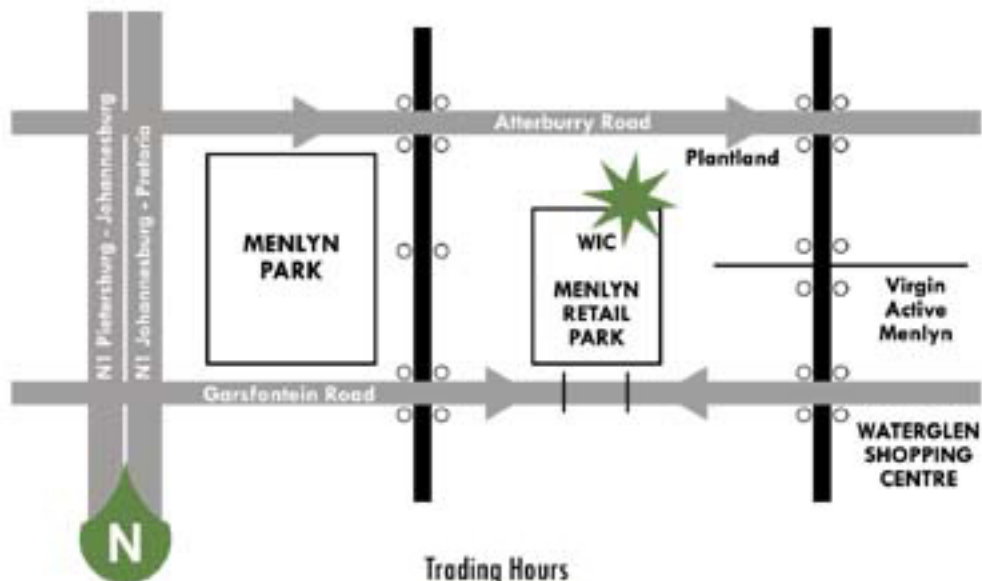 N1 Pietersburg - Johannesburg
N1 Johannesburg - Pretoria
Atterburry Road
Plantland
MENLYN
PARK
WIC
MENLYN
RETAIL
PARK
Virgin
Active
Menlyn
Garsfontein Road
WATERGLEN
SHOPPING
CENTRE
N
Trading Hours